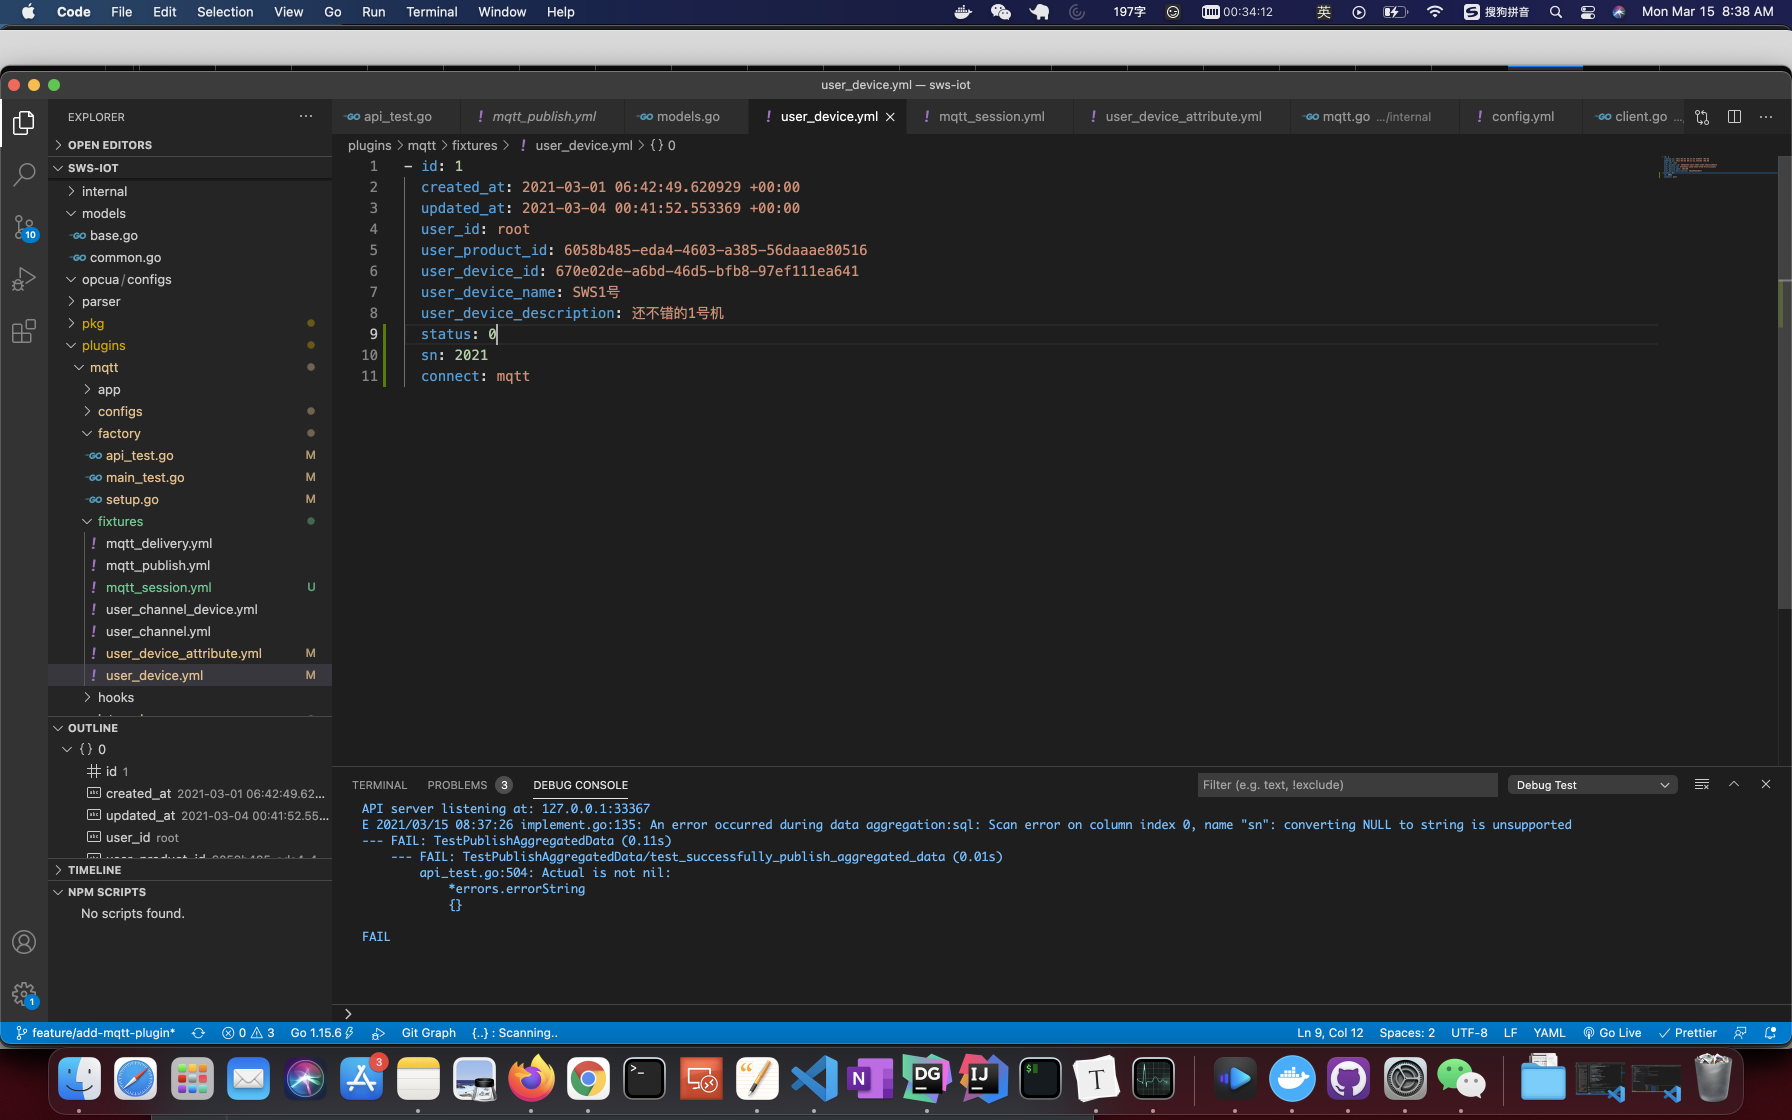 Code File Edit Selection View Go Run Terminal Window Help 197字 00:34:12 英 S 搜狗拼音 Mon Mar 15 8:38 AM
user_device.yml — sws-iot
EXPLORER ···
api_test.go ! mqtt_publish.yml models.go ! user_device.yml ! mqtt_session.yml ! user_device_attribute.yml mqtt.go .../internal ! config.yml client.go ... ···
OPEN EDITORS
plugins > mqtt > fixtures > ! user_device.yml > {} 0
SWS-IOT
internal
models
base.go
common.go
opcua/configs
parser
pkg
plugins
mqtt
app
configs
factory
api_test.go M
main_test.go M
setup.go M
fixtures
! mqtt_delivery.yml
! mqtt_publish.yml
! mqtt_session.yml U
! user_channel_device.yml
! user_channel.yml
! user_device_attribute.yml M
! user_device.yml M
hooks
1 - id: 1
2 created_at: 2021-03-01 06:42:49.620929 +00:00
3 updated_at: 2021-03-04 00:41:52.553369 +00:00
4 user_id: root
5 user_product_id: 6058b485-eda4-4603-a385-56daaae80516
6 user_device_id: 670e02de-a6bd-46d5-bfb8-97ef111ea641
7 user_device_name: SWS1号
8 user_device_description: 还不错的1号机
9 status: 0
10 sn: 2021
11 connect: mqtt
OUTLINE
{} 0
id 1
created_at 2021-03-01 06:42:49.62...
updated_at 2021-03-04 00:41:52.55...
user_id root
TIMELINE
NPM SCRIPTS
No scripts found.
TERMINAL PROBLEMS 3 DEBUG CONSOLE Filter (e.g. text, !exclude) Debug Test
API server listening at: 127.0.0.1:33367
E 2021/03/15 08:37:26 implement.go:135: An error occurred during data aggregation:sql: Scan error on column index 0, name "sn": converting NULL to string is unsupported
--- FAIL: TestPublishAggregatedData (0.11s)
--- FAIL: TestPublishAggregatedData/test_successfully_publish_aggregated_data (0.01s)
api_test.go:504: Actual is not nil:
*errors.errorString
{}
FAIL
>
10
1
feature/add-mqtt-plugin* 0 3 Go 1.15.6 Git Graph {..} : Scanning.. Ln 9, Col 12 Spaces: 2 UTF-8 LF YAML Go Live Prettier
3 >_ N DG IJ $ T